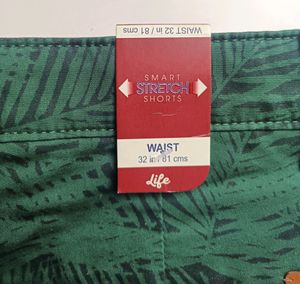 WAIST 32 in / 81 cms
SMART
STRETCH
SHORTS
WAIST
32 in / 81 cms
Life